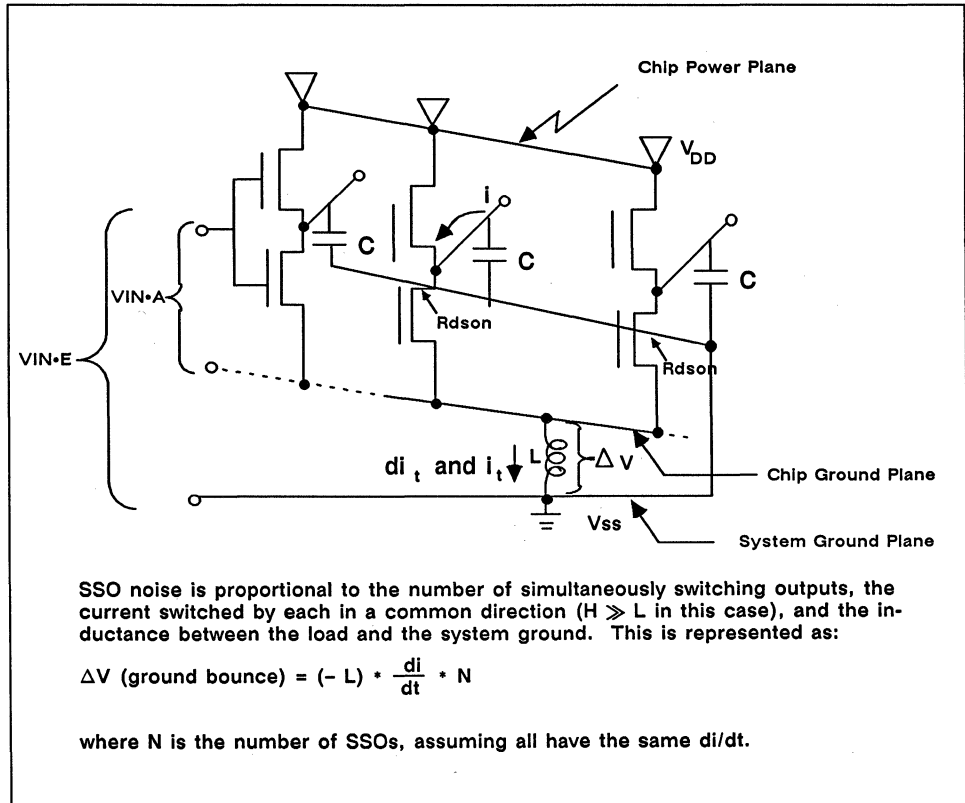 Chip Power Plane
VDD
i
C
C
C
VIN•A
Rdson
VIN•E
Rdson
L
ΔV
di t and i t
Chip Ground Plane
Vss
System Ground Plane
SSO noise is proportional to the number of simultaneously switching outputs, the
current switched by each in a common direction (H ≫ L in this case), and the in-
ductance between the load and the system ground. This is represented as:
ΔV (ground bounce) = (- L) * di/dt * N
where N is the number of SSOs, assuming all have the same di/dt.